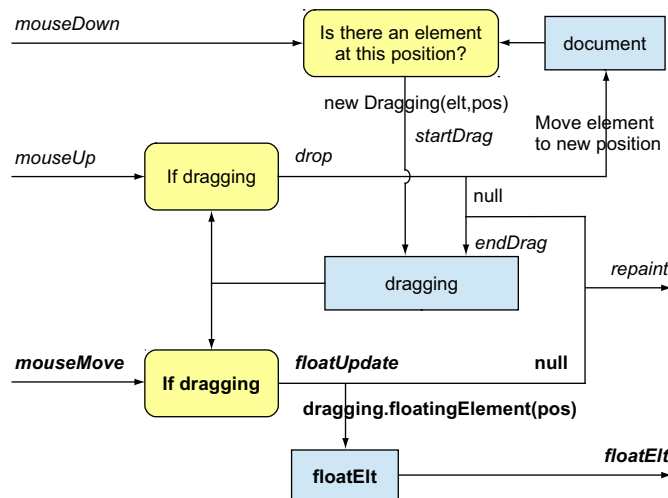 mouseDown
Is there an element
at this position?
document
new Dragging(elt,pos)
startDrag
Move element
to new position
mouseUp
If dragging
drop
null
endDrag
dragging
repaint
mouseMove
If dragging
floatUpdate
null
dragging.floatingElement(pos)
floatElt
floatElt